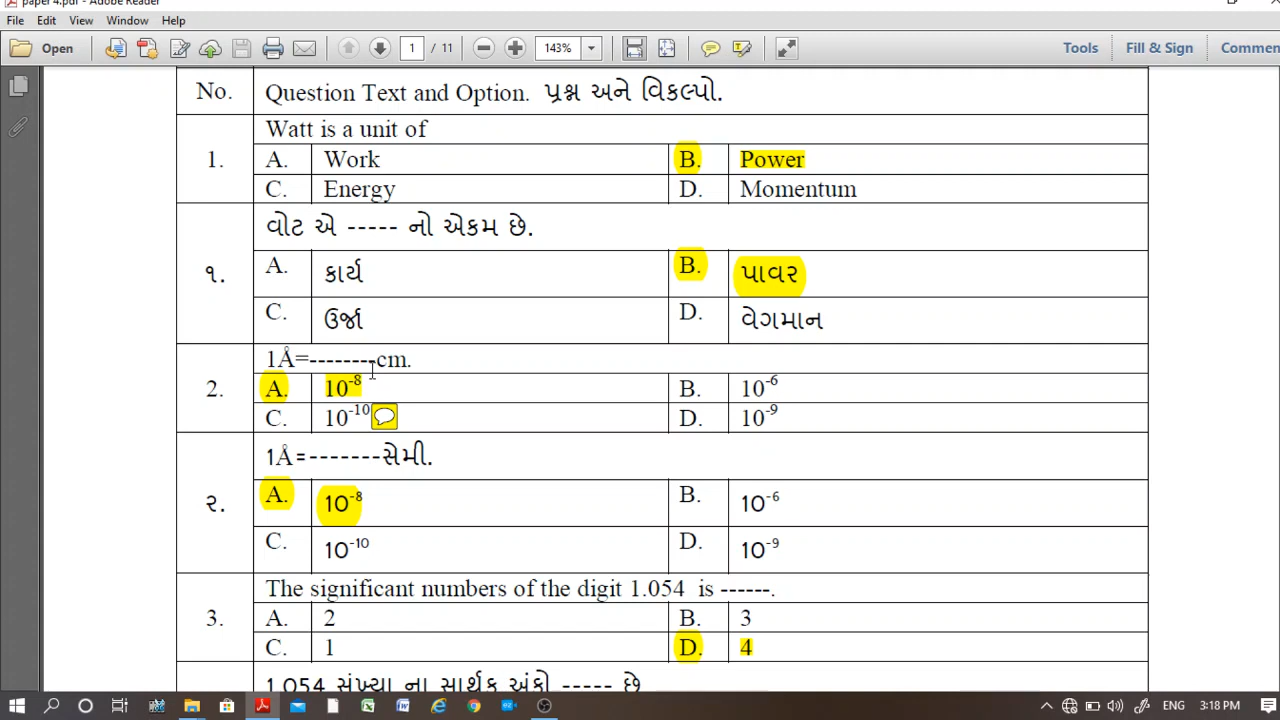 paper 4.pdf - Adobe Reader
File Edit View Window Help
Open 1 / 11 143% Tools Fill & Sign Commen
No. Question Text and Option. પ્રશ્ન અને વિકલ્પો.
1. Watt is a unit of
A. Work B. Power
C. Energy D. Momentum
૧. વોટ એ ----- નો એકમ છે.
A. કાર્ય B. પાવર
C. ઉર્જા D. વેગમાન
2. 1Å=--------cm.
A. 10⁻⁸ B. 10⁻⁶
C. 10⁻¹⁰ D. 10⁻⁹
૨. 1Å=-------સેમી.
A. 10⁻⁸ B. 10⁻⁶
C. 10⁻¹⁰ D. 10⁻⁹
3. The significant numbers of the digit 1.054 is ------.
A. 2 B. 3
C. 1 D. 4
1.054 સંખ્યા ના સાર્થક અંકો ----- છે
3:18 PM ENG